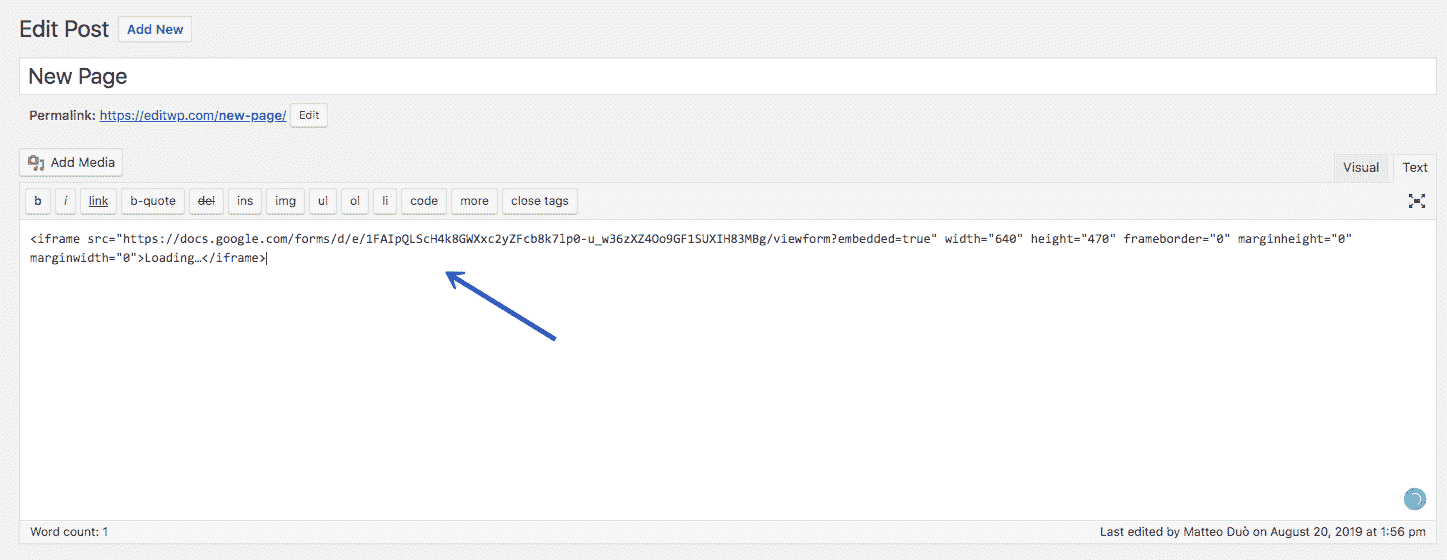 Edit Post Add New
New Page
Permalink: https://editwp.com/new-page/ Edit
Add Media Visual Text
b i link b-quote del ins img ul ol li code more close tags
<iframe src="https://docs.google.com/forms/d/e/1FAIpQLScH4k8GWXxc2yZFcb8k7lp0-u_w36zXZ4Oo9GF1SUXIH83MBg/viewform?embedded=true" width="640" height="470" frameborder="0" marginheight="0"
marginwidth="0">Loading…</iframe>
Word count: 1 Last edited by Matteo Duò on August 20, 2019 at 1:56 pm